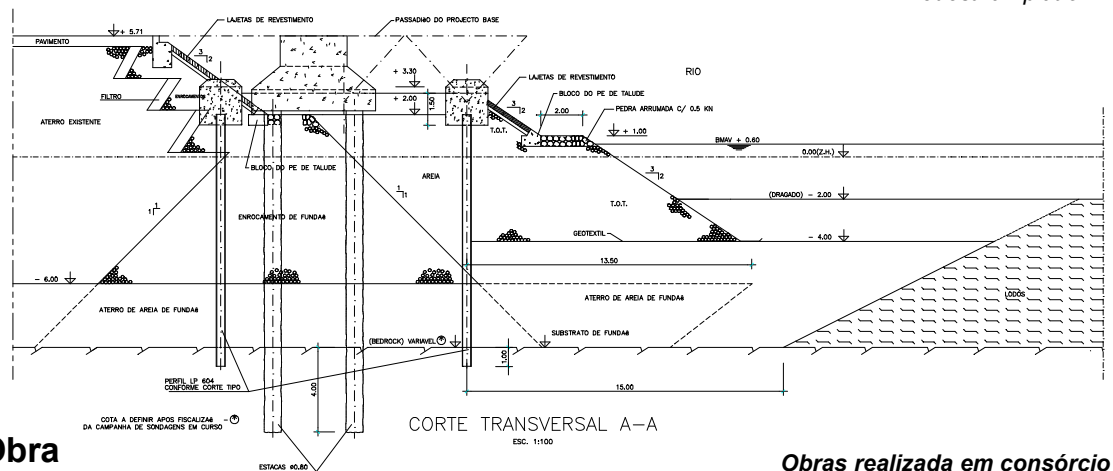 LAJETAS DE REVESTIMENTO
PASSADIÇO DO PROJECTO BASE
+ 5.71
PAVIMENTO
3
2
+ 3.30
+ 2.00
1.50
FILTRO
ENROCAMENTO
ATERRO EXISTENTE
LAJETAS DE REVESTIMENTO
RIO
BLOCO DO PE DE TALUDE
3
2
2.00
PEDRA ARRUMADA C/ 0.5 KN
T.O.T.
+ 1.00
BMAV + 0.60
0.00(Z.H.)
BLOCO DO PE DE TALUDE
AREIA
1
1
1
1
3
2
(DRAGADO) - 2.00
T.O.T.
ENROCAMENTO DE FUNDAÇ
GEOTEXTIL
- 4.00
13.50
- 6.00
LODOS
ATERRO DE AREIA DE FUNDAÇ
ATERRO DE AREIA DE FUNDAÇ
SUBSTRATO DE FUNDAÇ
(BEDROCK) VARIAVEL
1.00
PERFIL LP 604
CONFORME CORTE TIPO
4.00
15.00
COTA A DEFINIR APOS FISCALIZAÇ
DA CAMPANHA DE SONDAGENS EM CURSO
CORTE TRANSVERSAL A-A
ESC. 1:100
Obra
ESTACAS ø0.80
Obras realizada em consórcio